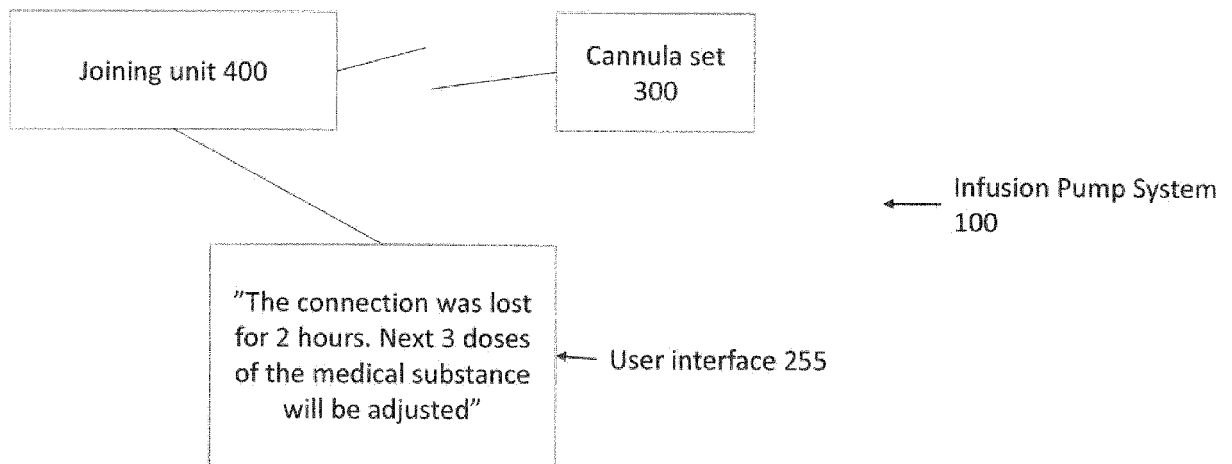 Joining unit 400
Cannula set
300
Infusion Pump System
100
"The connection was lost
for 2 hours. Next 3 doses
of the medical substance
will be adjusted"
User interface 255